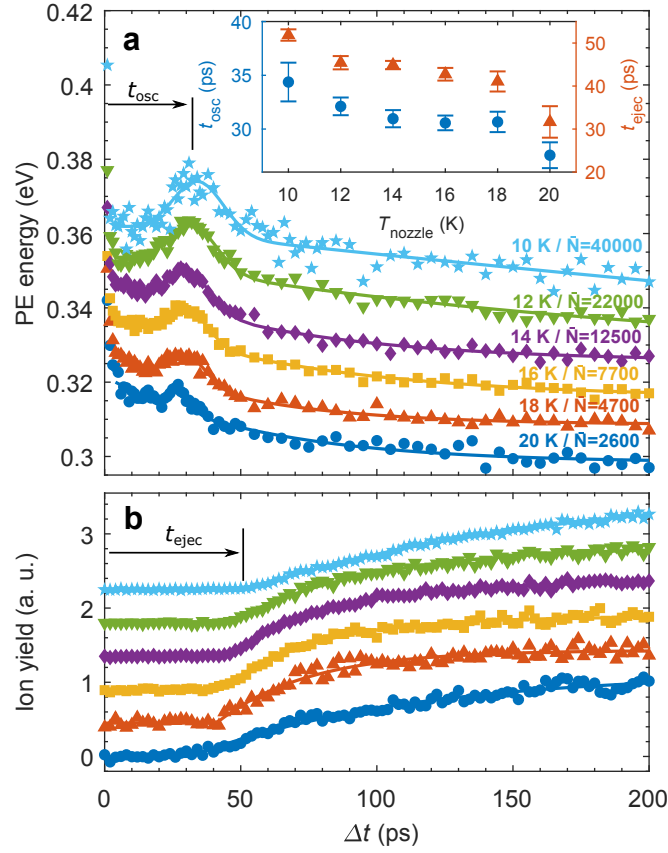 a
t_osc
PE energy (eV)
0.42
0.4
0.38
0.36
0.34
0.32
0.3
t_osc (ps)
40
35
30
t_ejec (ps)
50
40
30
20
10 12 14 16 18 20
T_nozzle (K)
10 K / N̄=40000
12 K / N̄=22000
14 K / N̄=12500
16 K / N̄=7700
18 K / N̄=4700
20 K / N̄=2600
b
t_ejec
Ion yield (a. u.)
3
2
1
0
0 50 100 150 200
Δt (ps)